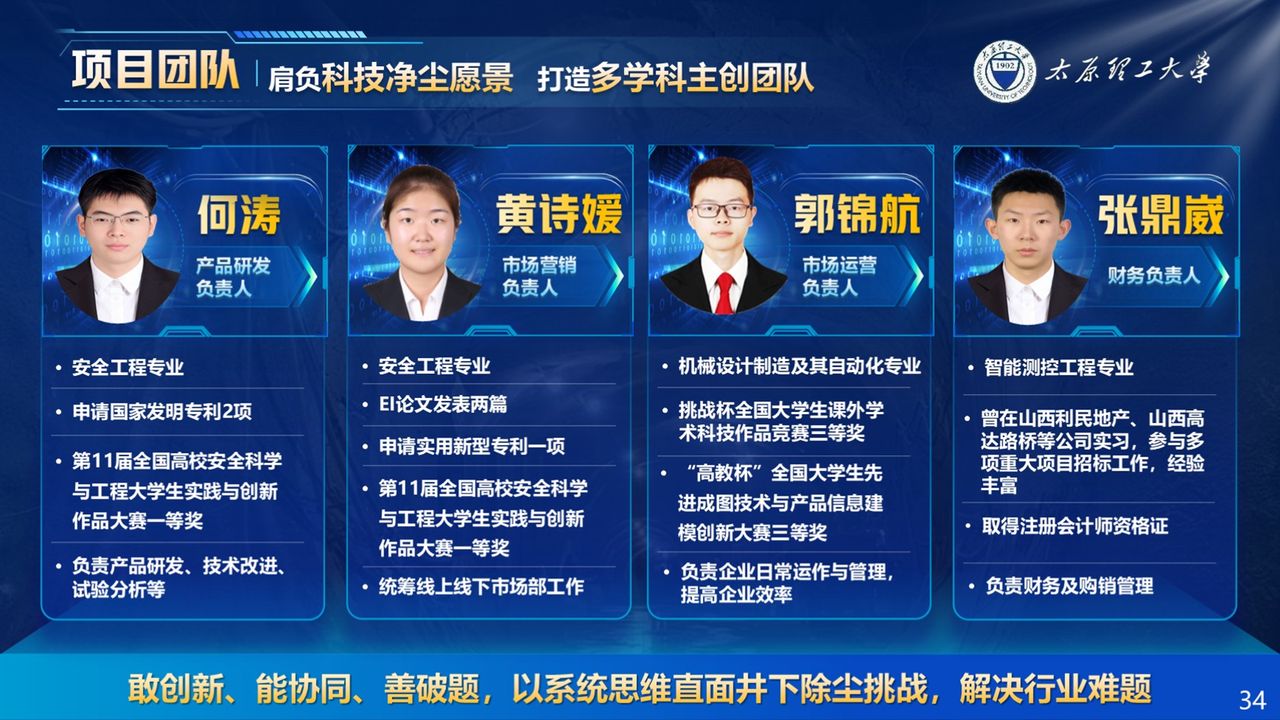 项目团队
肩负科技净尘愿景 打造多学科主创团队
1902
太原理工大学
何涛
产品研发
负责人
• 安全工程专业
• 申请国家发明专利2项
• 第11届全国高校安全科学
与工程大学生实践与创新
作品大赛一等奖
• 负责产品研发、技术改进、
试验分析等
黄诗媛
市场营销
负责人
• 安全工程专业
• EI论文发表两篇
• 申请实用新型专利一项
• 第11届全国高校安全科学
与工程大学生实践与创新
作品大赛一等奖
• 统筹线上线下市场部工作
郭锦航
市场运营
负责人
• 机械设计制造及其自动化专业
• 挑战杯全国大学生课外学
术科技作品竞赛三等奖
• “高教杯”全国大学生先
进成图技术与产品信息建
模创新大赛三等奖
• 负责企业日常运作与管理，
提高企业效率
张鼎崴
财务负责人
• 智能测控工程专业
• 曾在山西利民地产、山西高
达路桥等公司实习，参与多
项重大项目招标工作，经验
丰富
• 取得注册会计师资格证
• 负责财务及购销管理
敢创新、能协同、善破题，以系统思维直面井下除尘挑战，解决行业难题
34